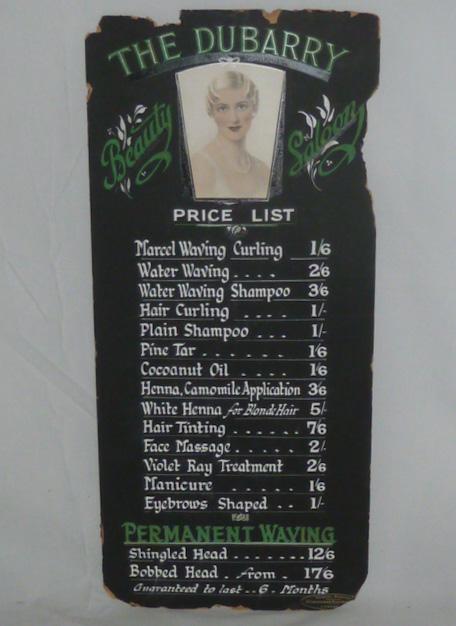 THE DUBARRY
Beauty Saloon
PRICE LIST
Marcel Waving Curling 1/6
Water Waving . . . . 2/6
Water Waving Shampoo 3/6
Hair Curling . . . . 1/-
Plain Shampoo . . . 1/-
Pine Tar . . . . . . 1/6
Cocoanut Oil . . . . 1/6
Henna, Camomile Application 3/6
White Henna for Blonde Hair 5/-
Hair Tinting . . . . . . 7/6
Face Massage . . . . . 2/-
Violet Ray Treatment 2/6
Manicure . . . . . 1/6
Eyebrows Shaped . . 1/-
PERMANENT WAVING
Shingled Head . . . . . . . 12/6
Bobbed Head . from . 17/6
Guaranteed to last - - 6 - Months